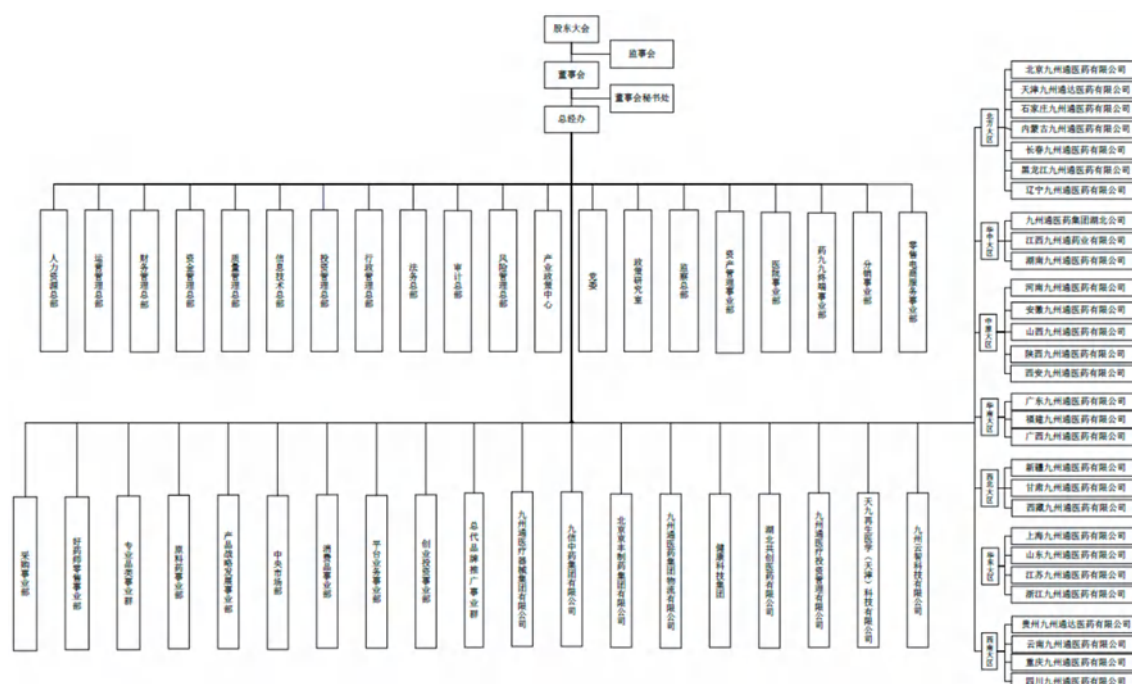 股东大会
监事会
董事会
董事会秘书处
总经办
人力资源总部
运营管理总部
财务管理总部
资金管理总部
质量管理总部
信息技术总部
投资管理总部
行政管理总部
法务总部
审计总部
风险管理总部
产业政策中心
党委
政策研究室
监察总部
资产管理事业部
医院事业部
药九九终端事业部
分销事业部
零售电商服务事业部
采购事业部
好药师零售事业部
专业品类事业群
原料药事业部
产品战略发展事业部
中央市场部
消费品事业部
平台业务事业部
创业投资事业部
总代品牌推广事业群
九州通医疗器械集团有限公司
九信中药集团有限公司
北京京丰制药集团有限公司
九州通医药集团物流有限公司
健康科技集团
湖北共创医药有限公司
九州通医疗投资管理有限公司
天九再生医学（天津）科技有限公司
九州云智科技有限公司
北方大区
北京九州通医药有限公司
天津九州通达医药有限公司
石家庄九州通医药有限公司
内蒙古九州通医药有限公司
长春九州通医药有限公司
黑龙江九州通医药有限公司
辽宁九州通医药有限公司
华中大区
九州通医药集团湖北公司
江西九州通药业有限公司
湖南九州通医药有限公司
中原大区
河南九州通医药有限公司
安徽九州通医药有限公司
山西九州通医药有限公司
陕西九州通医药有限公司
西安九州通医药有限公司
华南大区
广东九州通医药有限公司
福建九州通医药有限公司
广西九州通医药有限公司
西北大区
新疆九州通医药有限公司
甘肃九州通医药有限公司
西藏九州通医药有限公司
华东大区
上海九州通医药有限公司
山东九州通医药有限公司
江苏九州通医药有限公司
浙江九州通医药有限公司
西南大区
贵州九州通达医药有限公司
云南九州通医药有限公司
重庆九州通医药有限公司
四川九州通医药有限公司